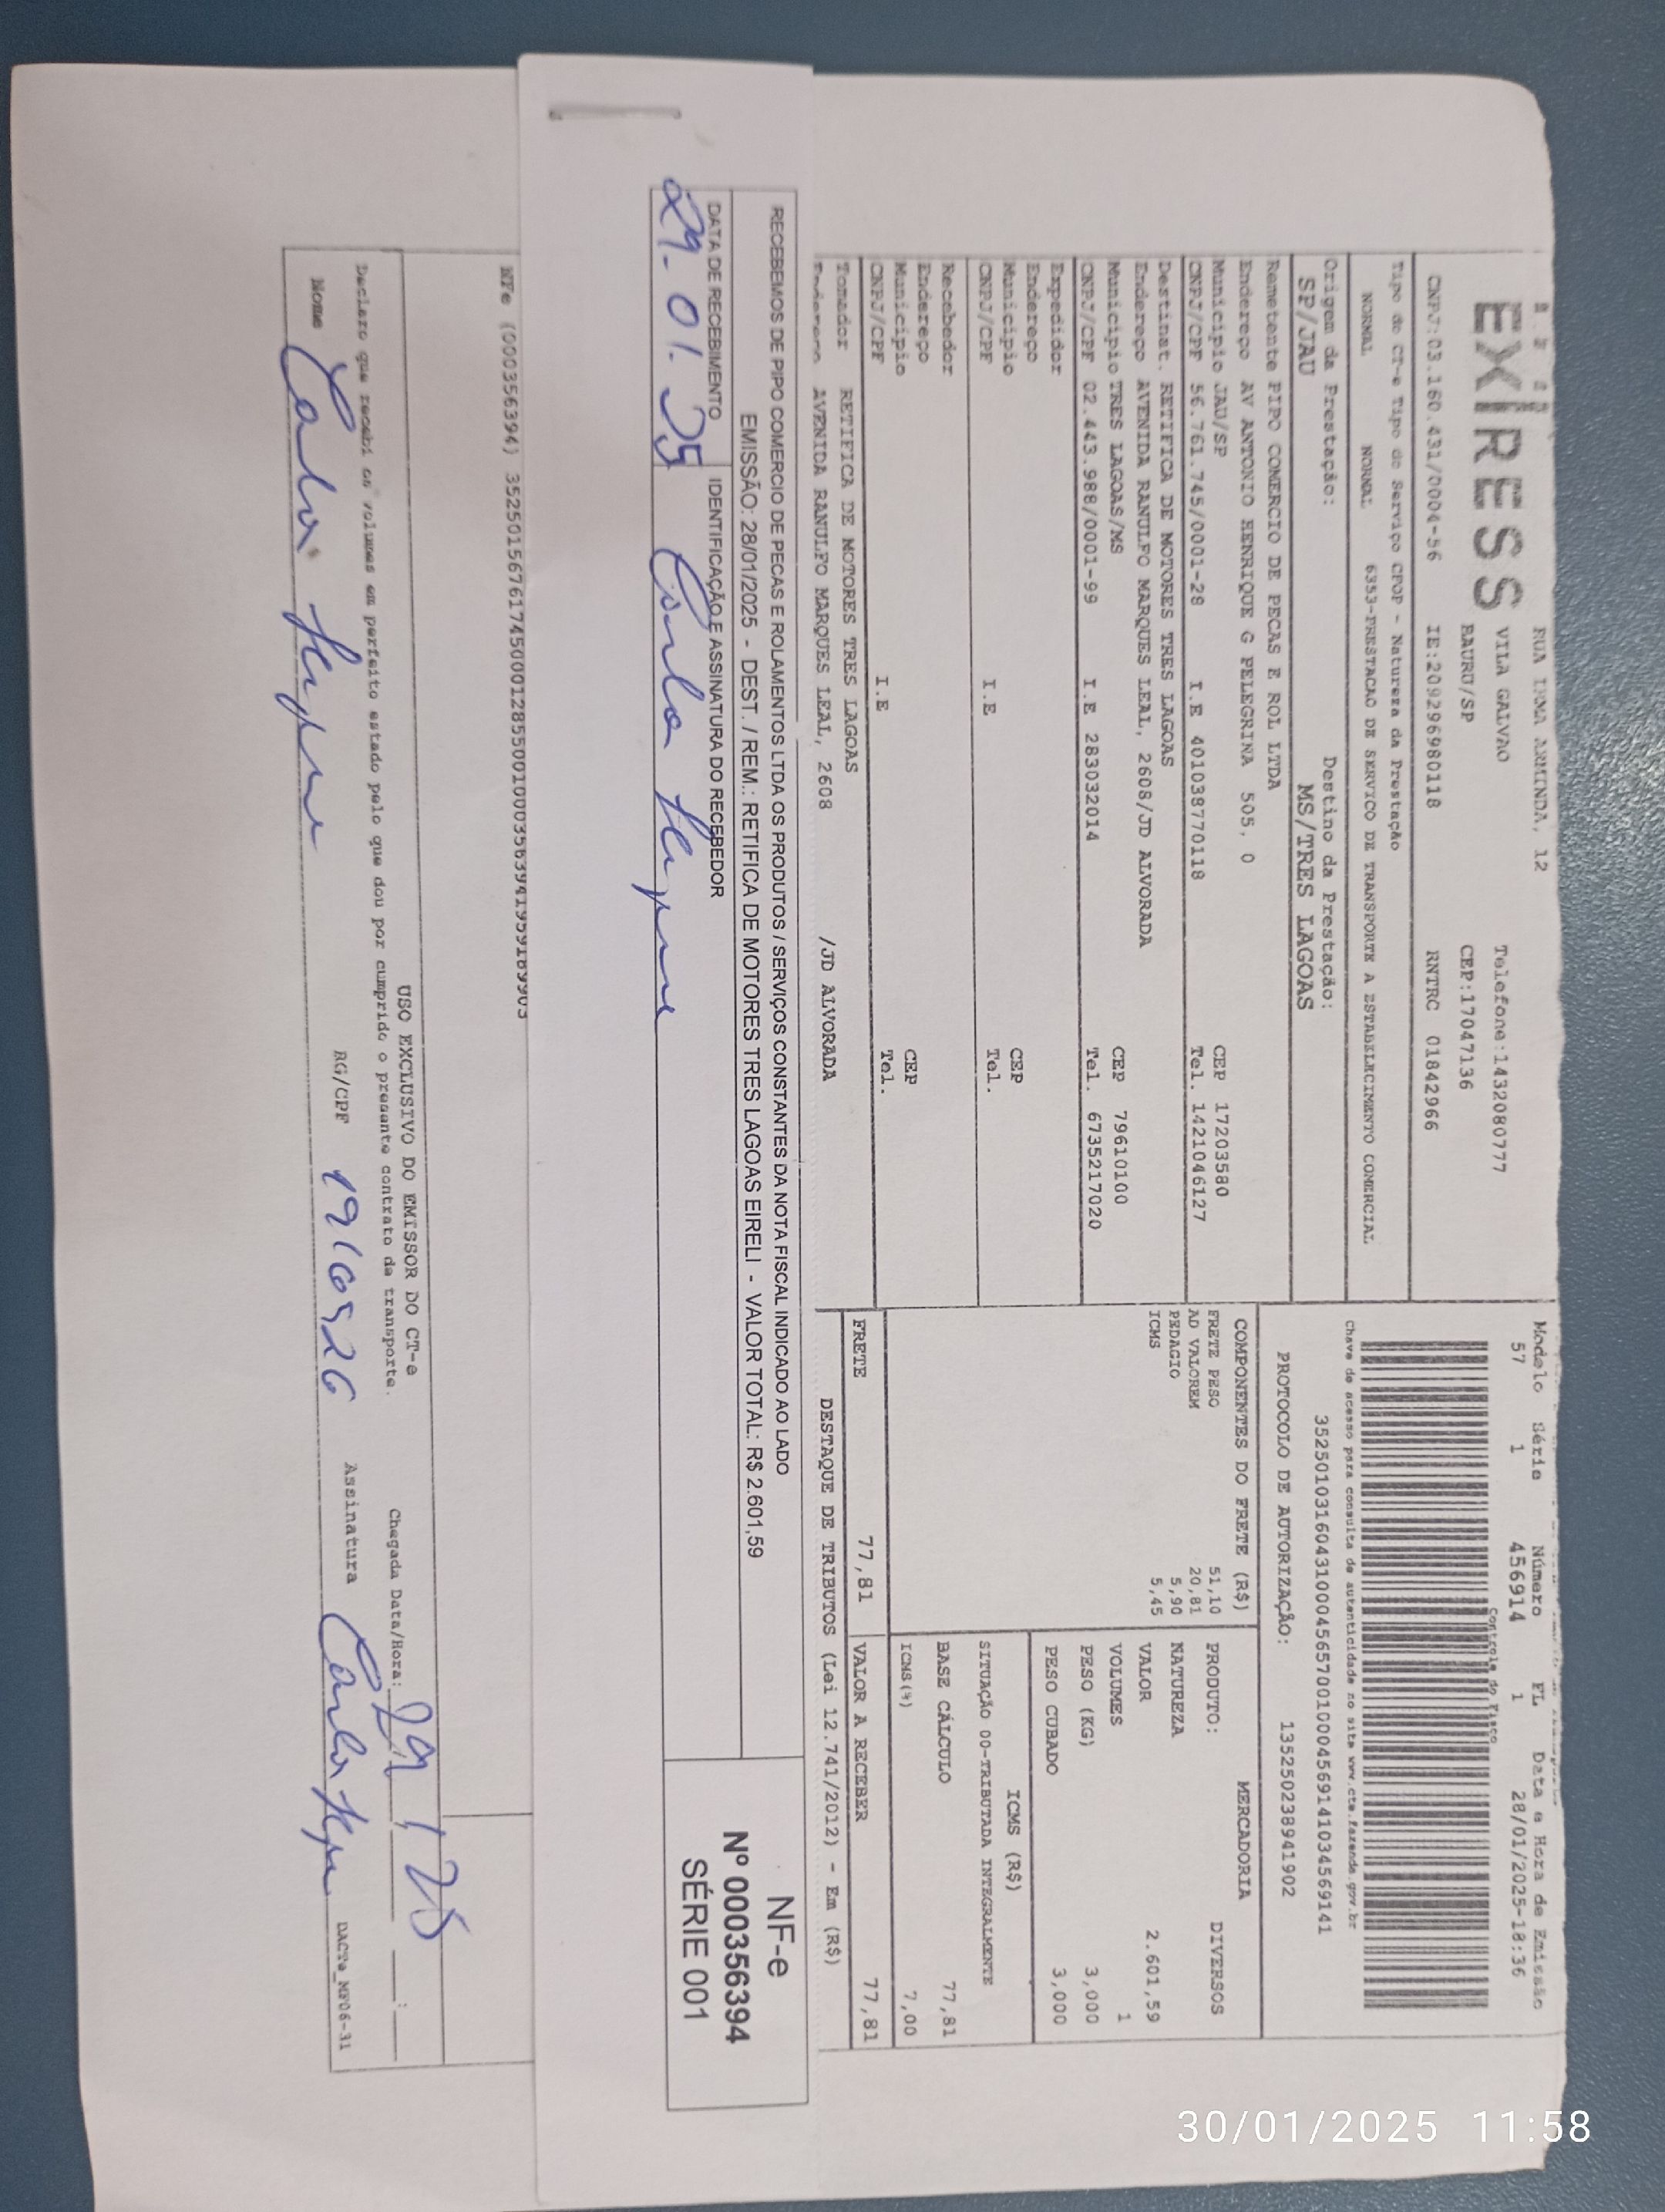 EXPRESS
RUA IRMA ARMINDA, 12
VILA GALVAO
BAURU/SP
Telefone:1432080777
CEP:17047136
CNPJ:03.160.431/0004-56 IE:209296980118 RNTRC 01842966
Tipo de CT-e Tipo de Serviço CFOP - Natureza da Prestação
NORMAL NORMAL 6353-PRESTACAO DE SERVICO DE TRANSPORTE A ESTABELECIMENTO COMERCIAL
Origem da Prestação: Destino da Prestação:
SP/JAU MS/TRES LAGOAS
Remetente PIPO COMERCIO DE PECAS E ROL LTDA
Endereço AV ANTONIO HENRIQUE G PELEGRINA 505, 0
Municipio JAU/SP CEP 17203580
CNPJ/CPF 56.761.745/0001-28 I.E 401038770118 Tel. 1421046127
Destinat. RETIFICA DE MOTORES TRES LAGOAS
Endereço AVENIDA RANULFO MARQUES LEAL, 2608/JD ALVORADA
Municipio TRES LAGOAS/MS CEP 79610100
CNPJ/CPF 02.443.988/0001-99 I.E 283032014 Tel. 6735217020
Expedidor
Endereço
Municipio CEP
CNPJ/CPF I.E Tel.
Recebedor
Endereço
Municipio CEP
CNPJ/CPF I.E Tel.
Tomador RETIFICA DE MOTORES TRES LAGOAS
Endereço AVENIDA RANULFO MARQUES LEAL, 2608 /JD ALVORADA
Modelo Série Número FL Data e Hora de Emissão
57 1 456914 1 28/01/2025-18:36
Controle do Fisco
Chave de acesso para consulta de autenticidade no site www.cte.fazenda.gov.br
35250103160431000456570010004569141034569141
PROTOCOLO DE AUTORIZAÇÃO: 135250238941902
COMPONENTES DO FRETE (R$)
FRETE PESO 51,10
AD VALOREM 20,81
PEDAGIO 5,90
ICMS 5,45
MERCADORIA
PRODUTO: DIVERSOS
NATUREZA
VALOR 2.601,59
VOLUMES 1
PESO (KG) 3,000
PESO CUBADO 3,000
ICMS (R$)
SITUAÇÃO 00-TRIBUTADA INTEGRALMENTE
BASE CÁLCULO 77,81
ICMS(%) 7,00
FRETE 77,81 VALOR A RECEBER 77,81
DESTAQUE DE TRIBUTOS (Lei 12.741/2012) - Em (R$)
RECEBEMOS DE PIPO COMERCIO DE PECAS E ROLAMENTOS LTDA OS PRODUTOS / SERVIÇOS CONSTANTES DA NOTA FISCAL INDICADO AO LADO
EMISSÃO: 28/01/2025 - DEST. / REM.: RETIFICA DE MOTORES TRES LAGOAS EIRELI - VALOR TOTAL: R$ 2.601,59
DATA DE RECEBIMENTO IDENTIFICAÇÃO E ASSINATURA DO RECEBEDOR
29.01.25 Carlos
NF-e
Nº 000356394
SÉRIE 001
NFe (000356394)
USO EXCLUSIVO DO EMISSOR DO CT-e
Declaro que recebi os volumes em perfeito estado pelo que dou por cumprido o presente contrato de transporte.
Chegada Data/Hora: 29 1 25
Nome Carlos RG/CPF Assinatura Carlos
DACTe_MF06-31
30/01/2025 11:58